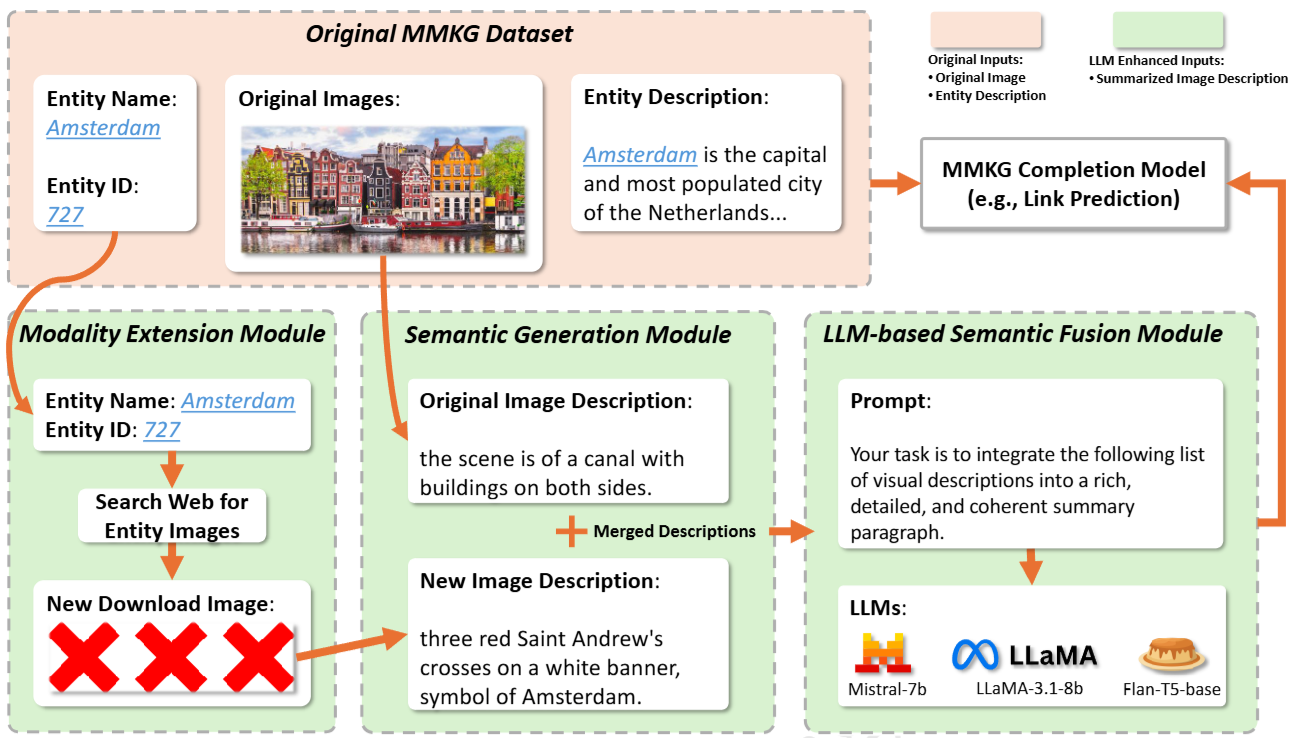 Original MMKG Dataset
Entity Name:
Amsterdam
Entity ID:
727
Original Images:
Entity Description:
Amsterdam is the capital
and most populated city
of the Netherlands...
Original Inputs:
• Original Image
• Entity Description
LLM Enhanced Inputs:
• Summarized Image Description
MMKG Completion Model
(e.g., Link Prediction)
Modality Extension Module
Entity Name: Amsterdam
Entity ID: 727
Search Web for
Entity Images
New Download Image:
Semantic Generation Module
Original Image Description:
the scene is of a canal with
buildings on both sides.
Merged Descriptions
New Image Description:
three red Saint Andrew's
crosses on a white banner,
symbol of Amsterdam.
LLM-based Semantic Fusion Module
Prompt:
Your task is to integrate the following list
of visual descriptions into a rich,
detailed, and coherent summary
paragraph.
LLMs:
LLaMA
Mistral-7b
LLaMA-3.1-8b
Flan-T5-base